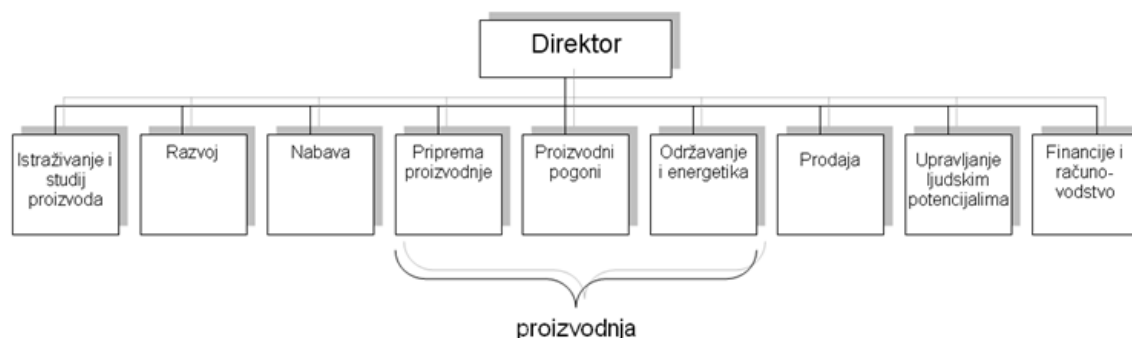 Direktor
Istraživanje i
studij
proizvoda
Razvoj
Nabava
Priprema
proizvodnje
Proizvodni
pogoni
Održavanje
i energetika
Prodaja
Upravljanje
ljudskim
potencijalima
Financije i
računo-
vodstvo
proizvodnja